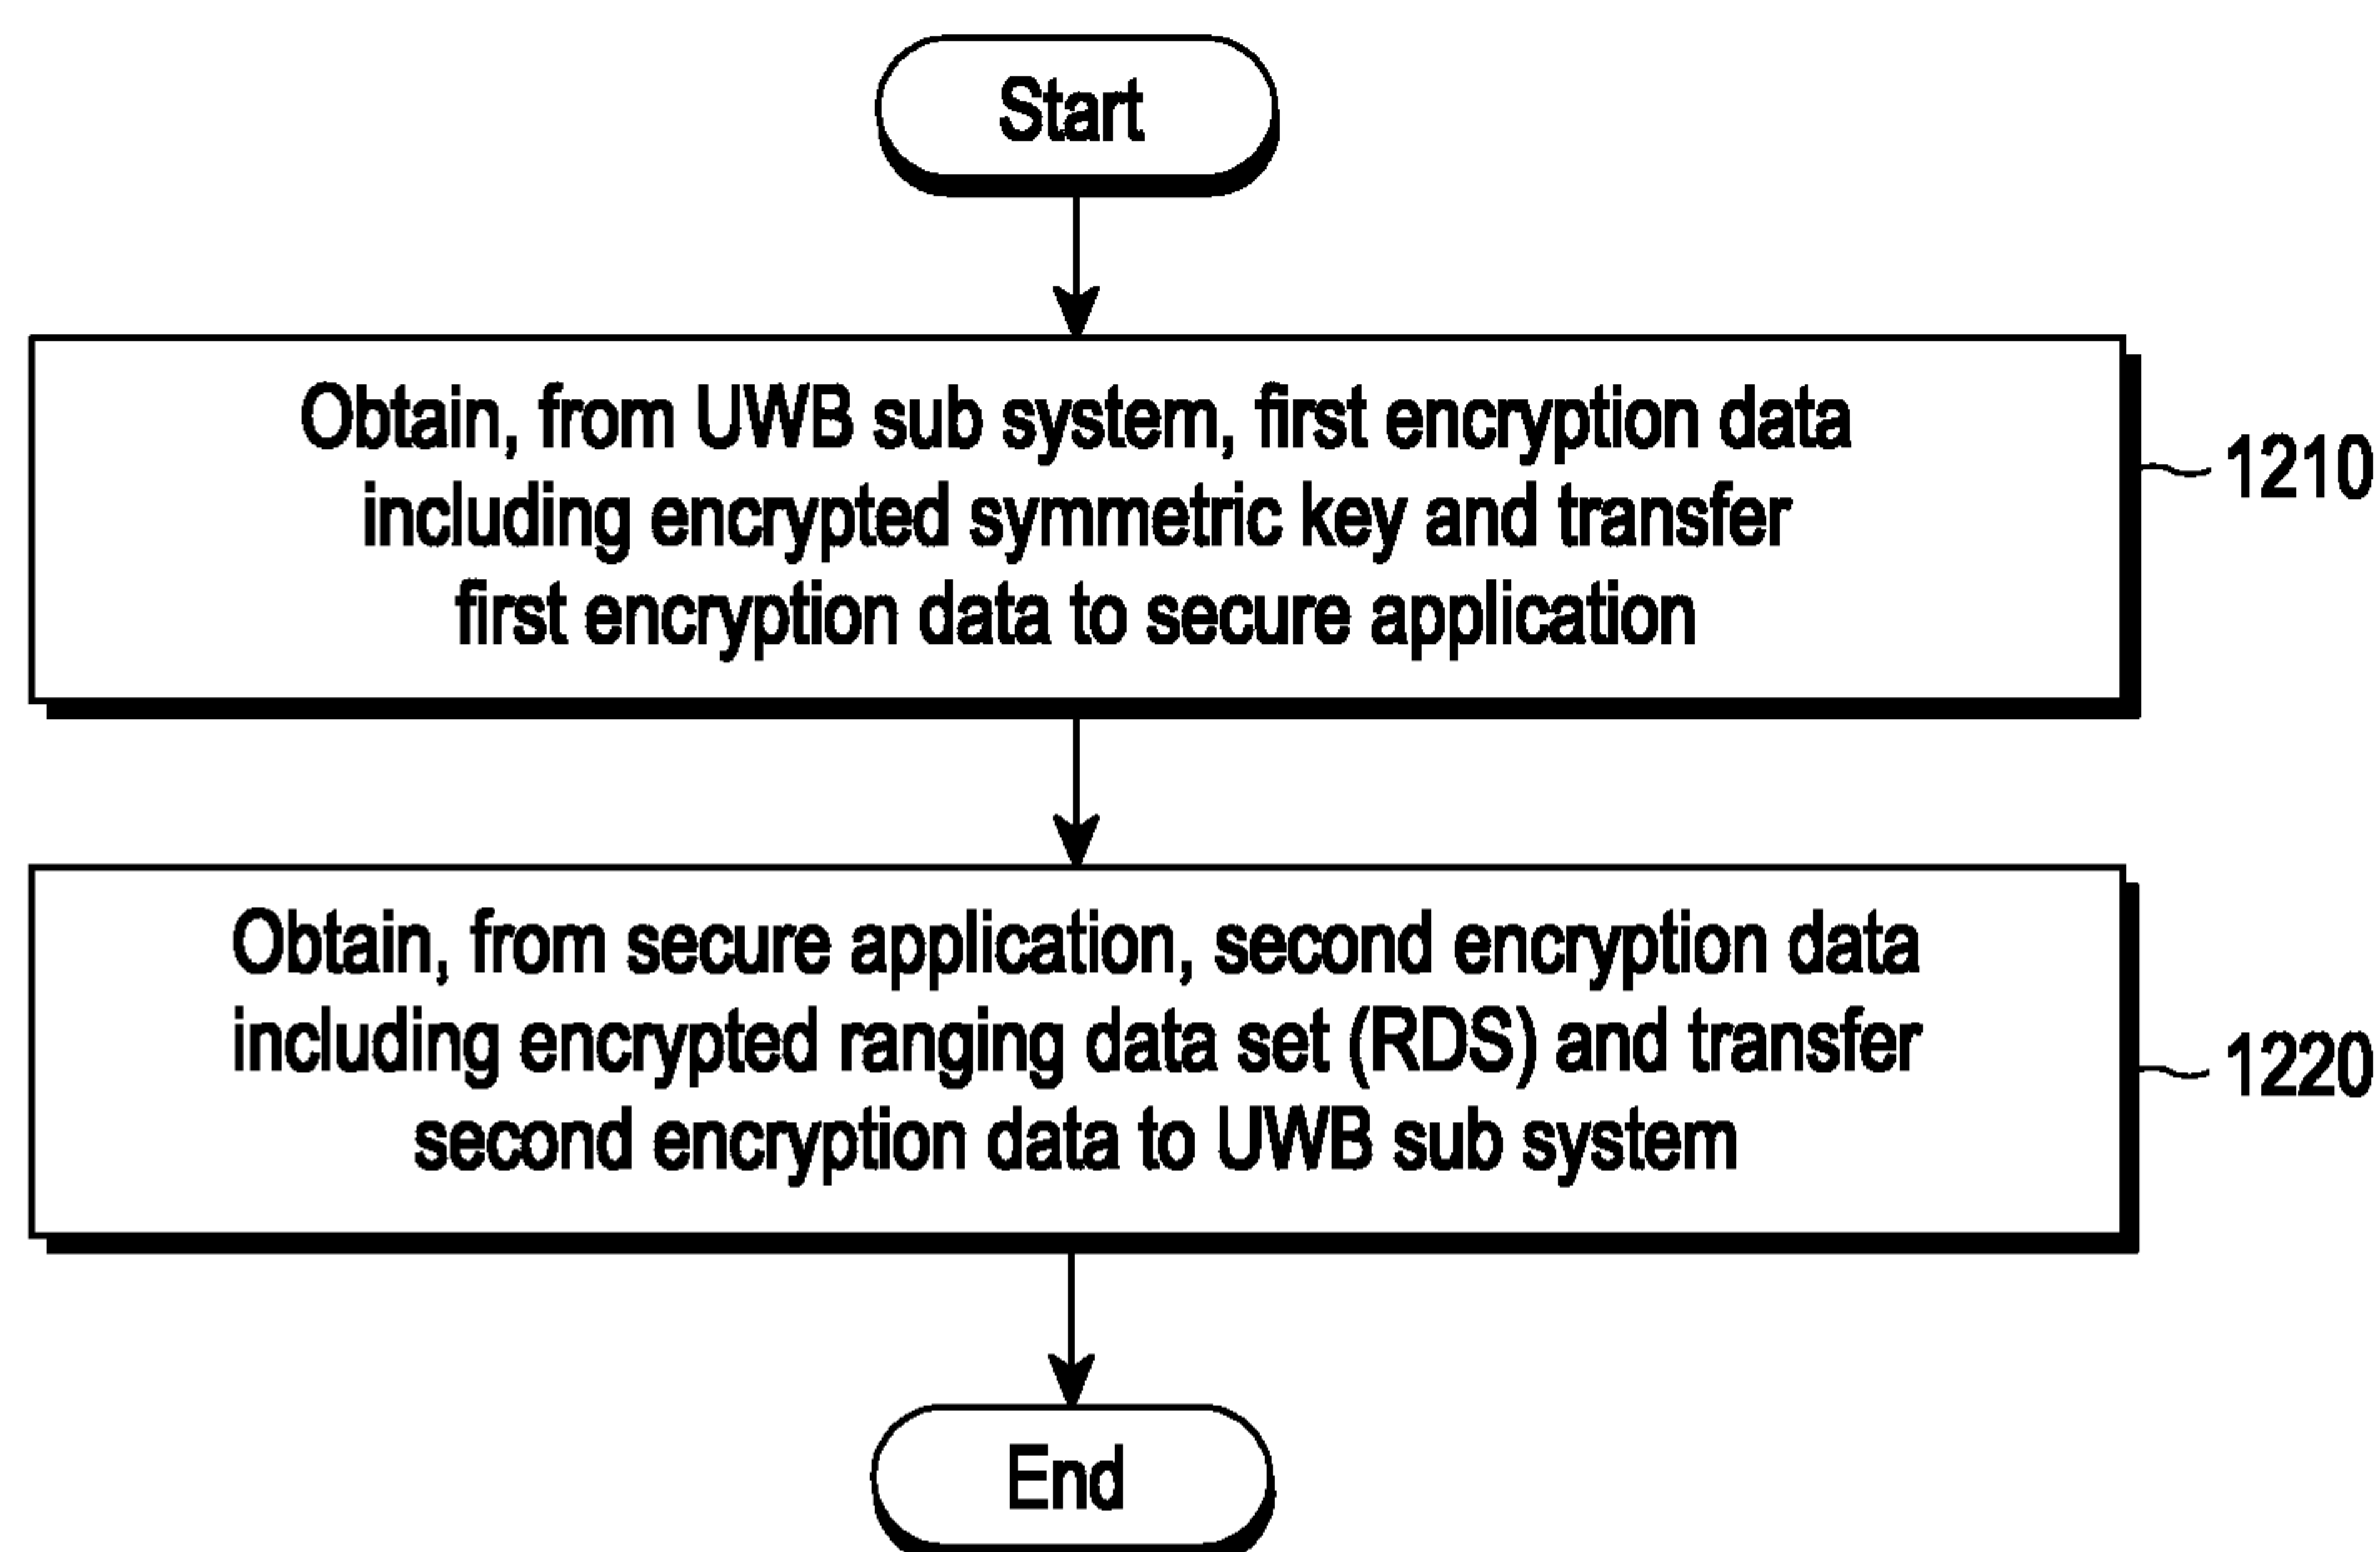 Start
Obtain, from UWB sub system, first encryption data
including encrypted symmetric key and transfer
first encryption data to secure application
1210
Obtain, from secure application, second encryption data
including encrypted ranging data set (RDS) and transfer
second encryption data to UWB sub system
1220
End